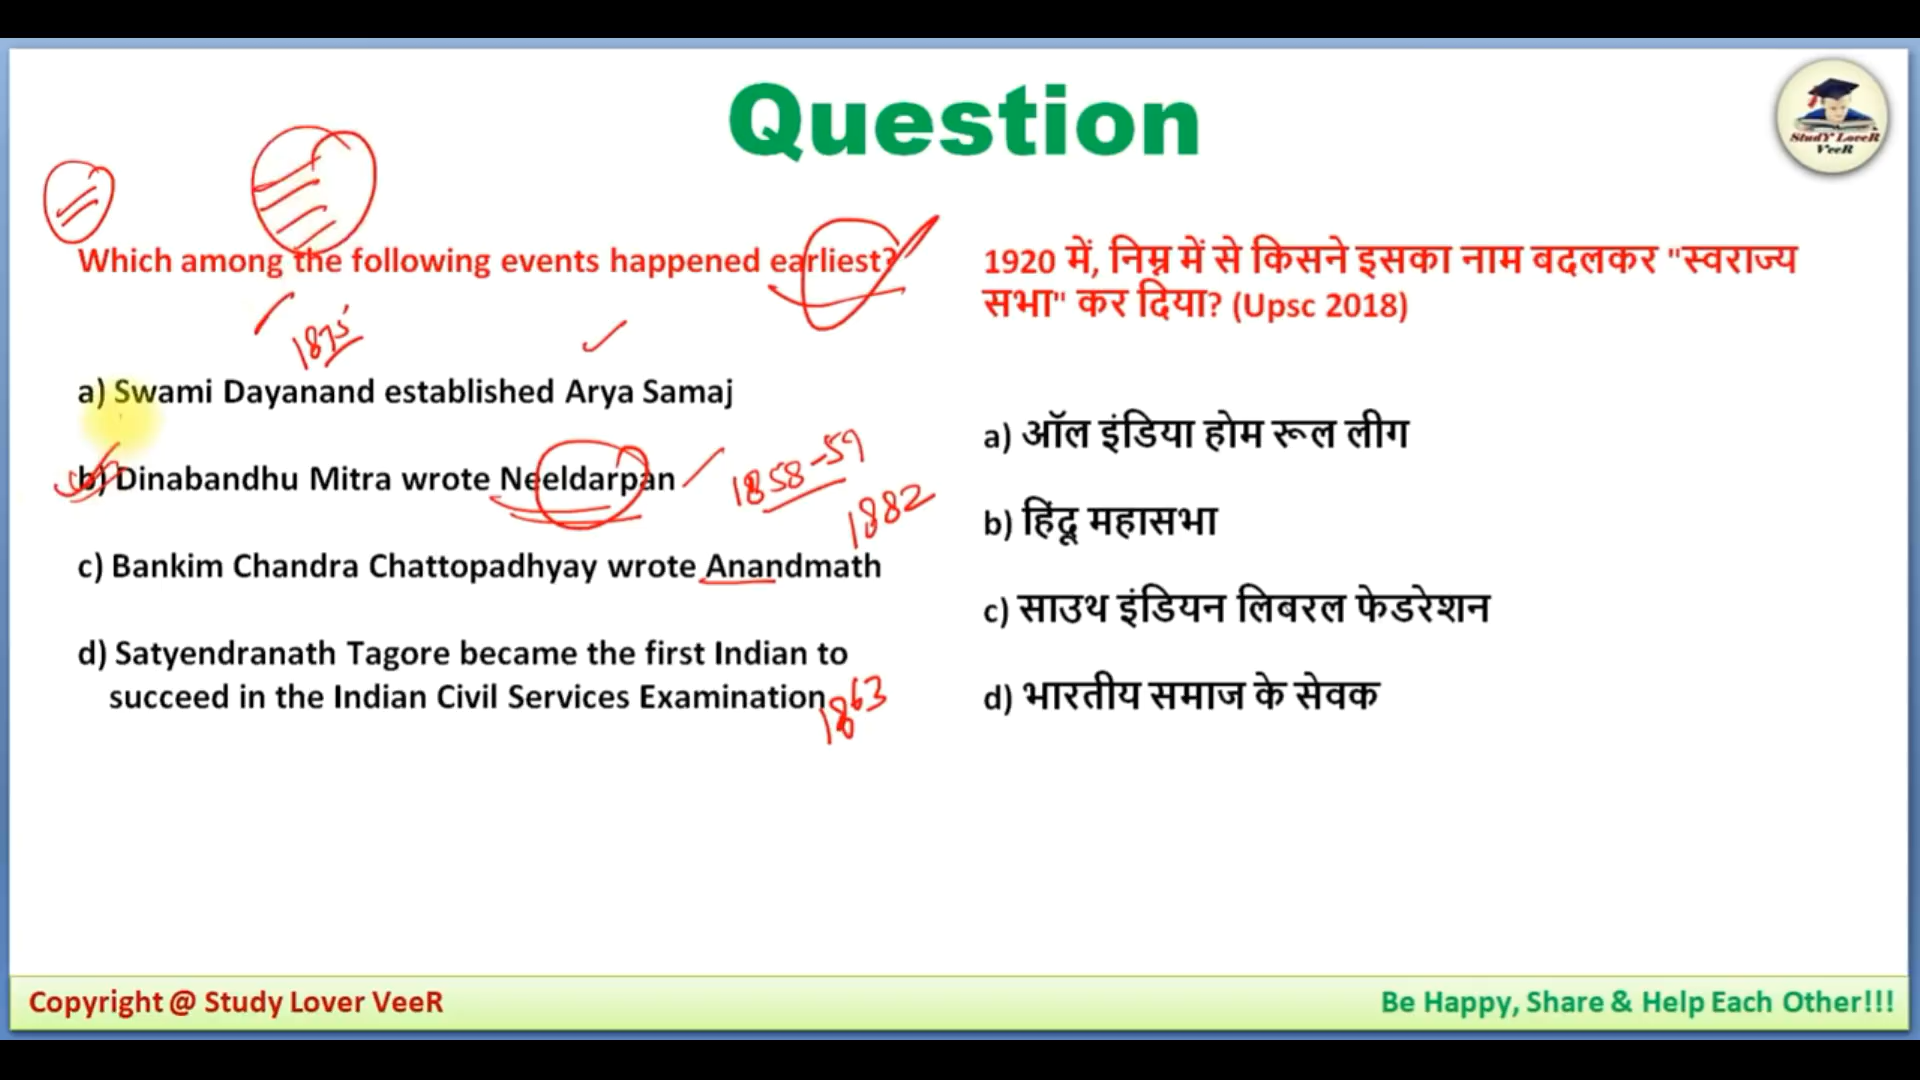 Question
StudY LoveR
VeeR
Which among the following events happened earliest?
1875
a) Swami Dayanand established Arya Samaj
b) Dinabandhu Mitra wrote Neeldarpan
1858-59
1882
c) Bankim Chandra Chattopadhyay wrote Anandmath
d) Satyendranath Tagore became the first Indian to
succeed in the Indian Civil Services Examination
1863
1920 में, निम्न में से किसने इसका नाम बदलकर "स्वराज्य
सभा" कर दिया? (Upsc 2018)
a) ऑल इंडिया होम रूल लीग
b) हिंदू महासभा
c) साउथ इंडियन लिबरल फेडरेशन
d) भारतीय समाज के सेवक
Copyright @ Study Lover VeeR
Be Happy, Share & Help Each Other!!!